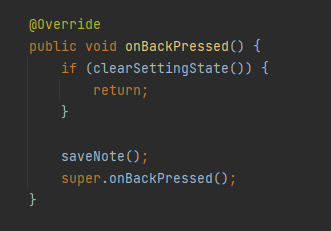 @Override
public void onBackPressed() {
    if (clearSettingState()) {
        return;
    }

    saveNote();
    super.onBackPressed();
}